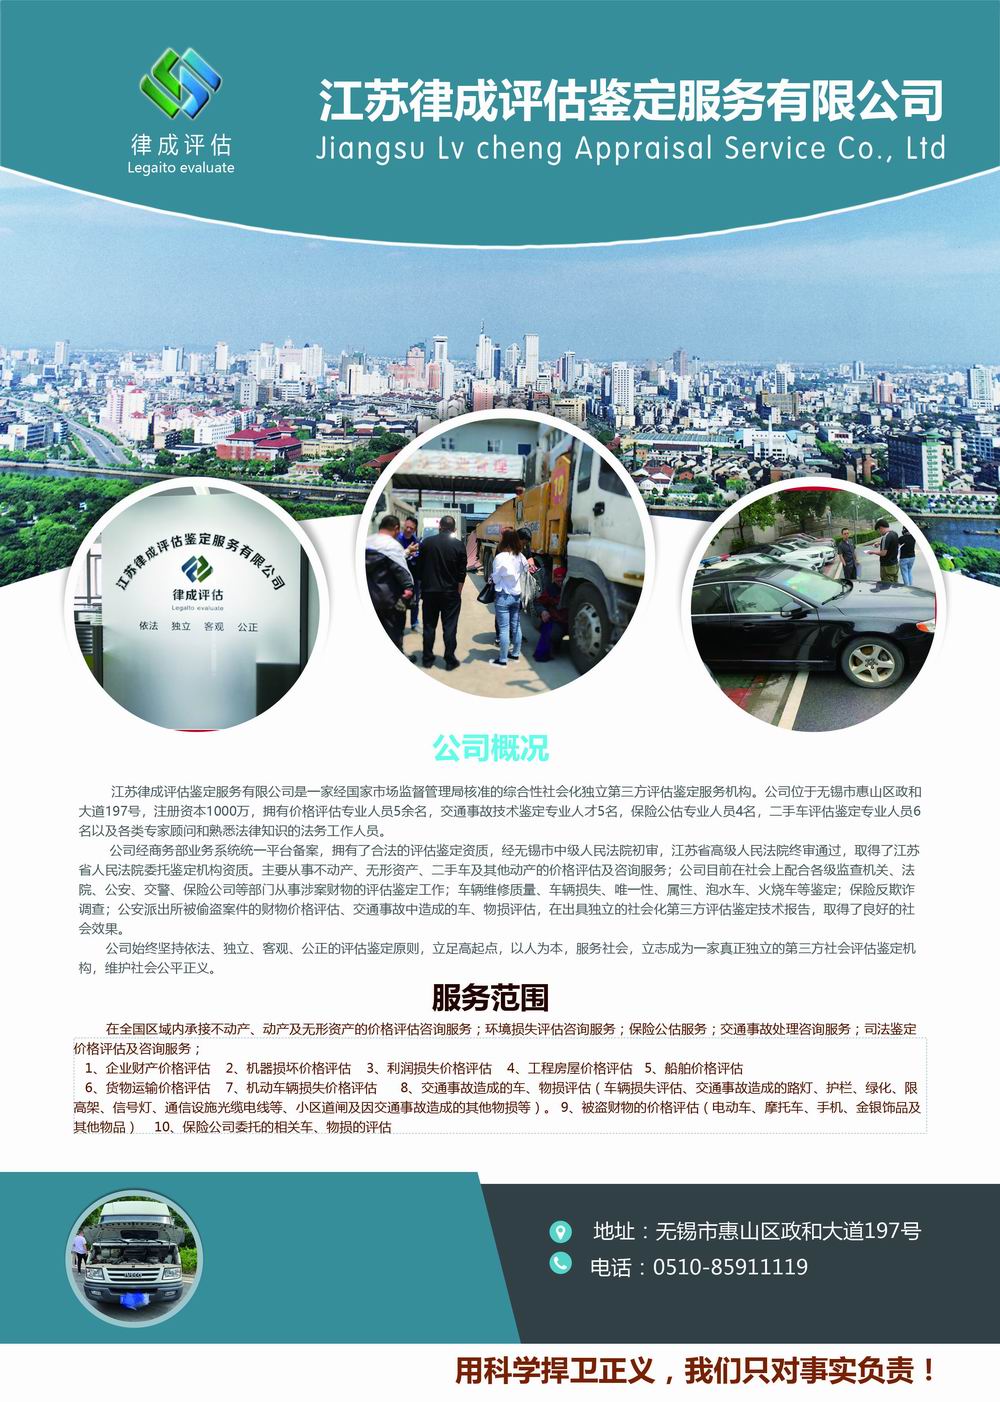 律成评估
Legaito evaluate
江苏律成评估鉴定服务有限公司
Jiangsu Lv cheng Appraisal Service Co., Ltd
江苏律成评估鉴定服务有限公司
律成评估
Legaito evaluate
依法 独立 客观 公正
公司概况
江苏律成评估鉴定服务有限公司是一家经国家市场监督管理局核准的综合性社会化独立第三方评估鉴定服务机构。公司位于无锡市惠山区政和
大道197号，注册资本1000万，拥有价格评估专业人员5余名，交通事故技术鉴定专业人才5名，保险公估专业人员4名，二手车评估鉴定专业人员6
名以及各类专家顾问和熟悉法律知识的法务工作人员。
公司经商务部业务系统统一平台备案，拥有了合法的评估鉴定资质，经无锡市中级人民法院初审，江苏省高级人民法院终审通过，取得了江苏
省人民法院委托鉴定机构资质。主要从事不动产、无形资产、二手车及其他动产的价格评估及咨询服务；公司目前在社会上配合各级监查机关、法
院、公安、交警、保险公司等部门从事涉案财物的评估鉴定工作；车辆维修质量、车辆损失、唯一性、属性、泡水车、火烧车等鉴定；保险反欺诈
调查；公安派出所被偷盗案件的财物价格评估、交通事故中造成的车、物损评估，在出具独立的社会化第三方评估鉴定技术报告，取得了良好的社
会效果。
公司始终坚持依法、独立、客观、公正的评估鉴定原则，立足高起点，以人为本，服务社会，立志成为一家真正独立的第三方社会评估鉴定机
构，维护社会公平正义。
服务范围
在全国区域内承接不动产、动产及无形资产的价格评估咨询服务；环境损失评估咨询服务；保险公估服务；交通事故处理咨询服务；司法鉴定
价格评估及咨询服务；
1、企业财产价格评估 2、机器损坏价格评估 3、利润损失价格评估 4、工程房屋价格评估 5、船舶价格评估
6、货物运输价格评估 7、机动车辆损失价格评估 8、交通事故造成的车、物损评估（车辆损失评估、交通事故造成的路灯、护栏、绿化、限
高架、信号灯、通信设施光缆电线等、小区道闸及因交通事故造成的其他物损等）。9、被盗财物的价格评估（电动车、摩托车、手机、金银饰品及
其他物品） 10、保险公司委托的相关车、物损的评估
地址：无锡市惠山区政和大道197号
电话：0510-85911119
IVECO
用科学捍卫正义，我们只对事实负责！